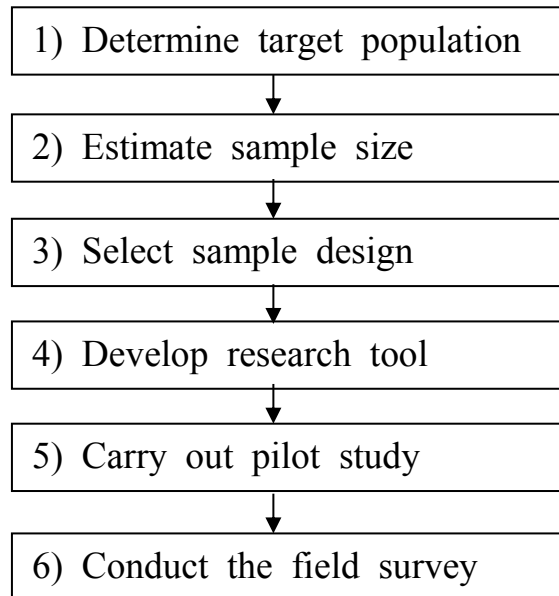 1) Determine target population
2) Estimate sample size
3) Select sample design
4) Develop research tool
5) Carry out pilot study
6) Conduct the field survey